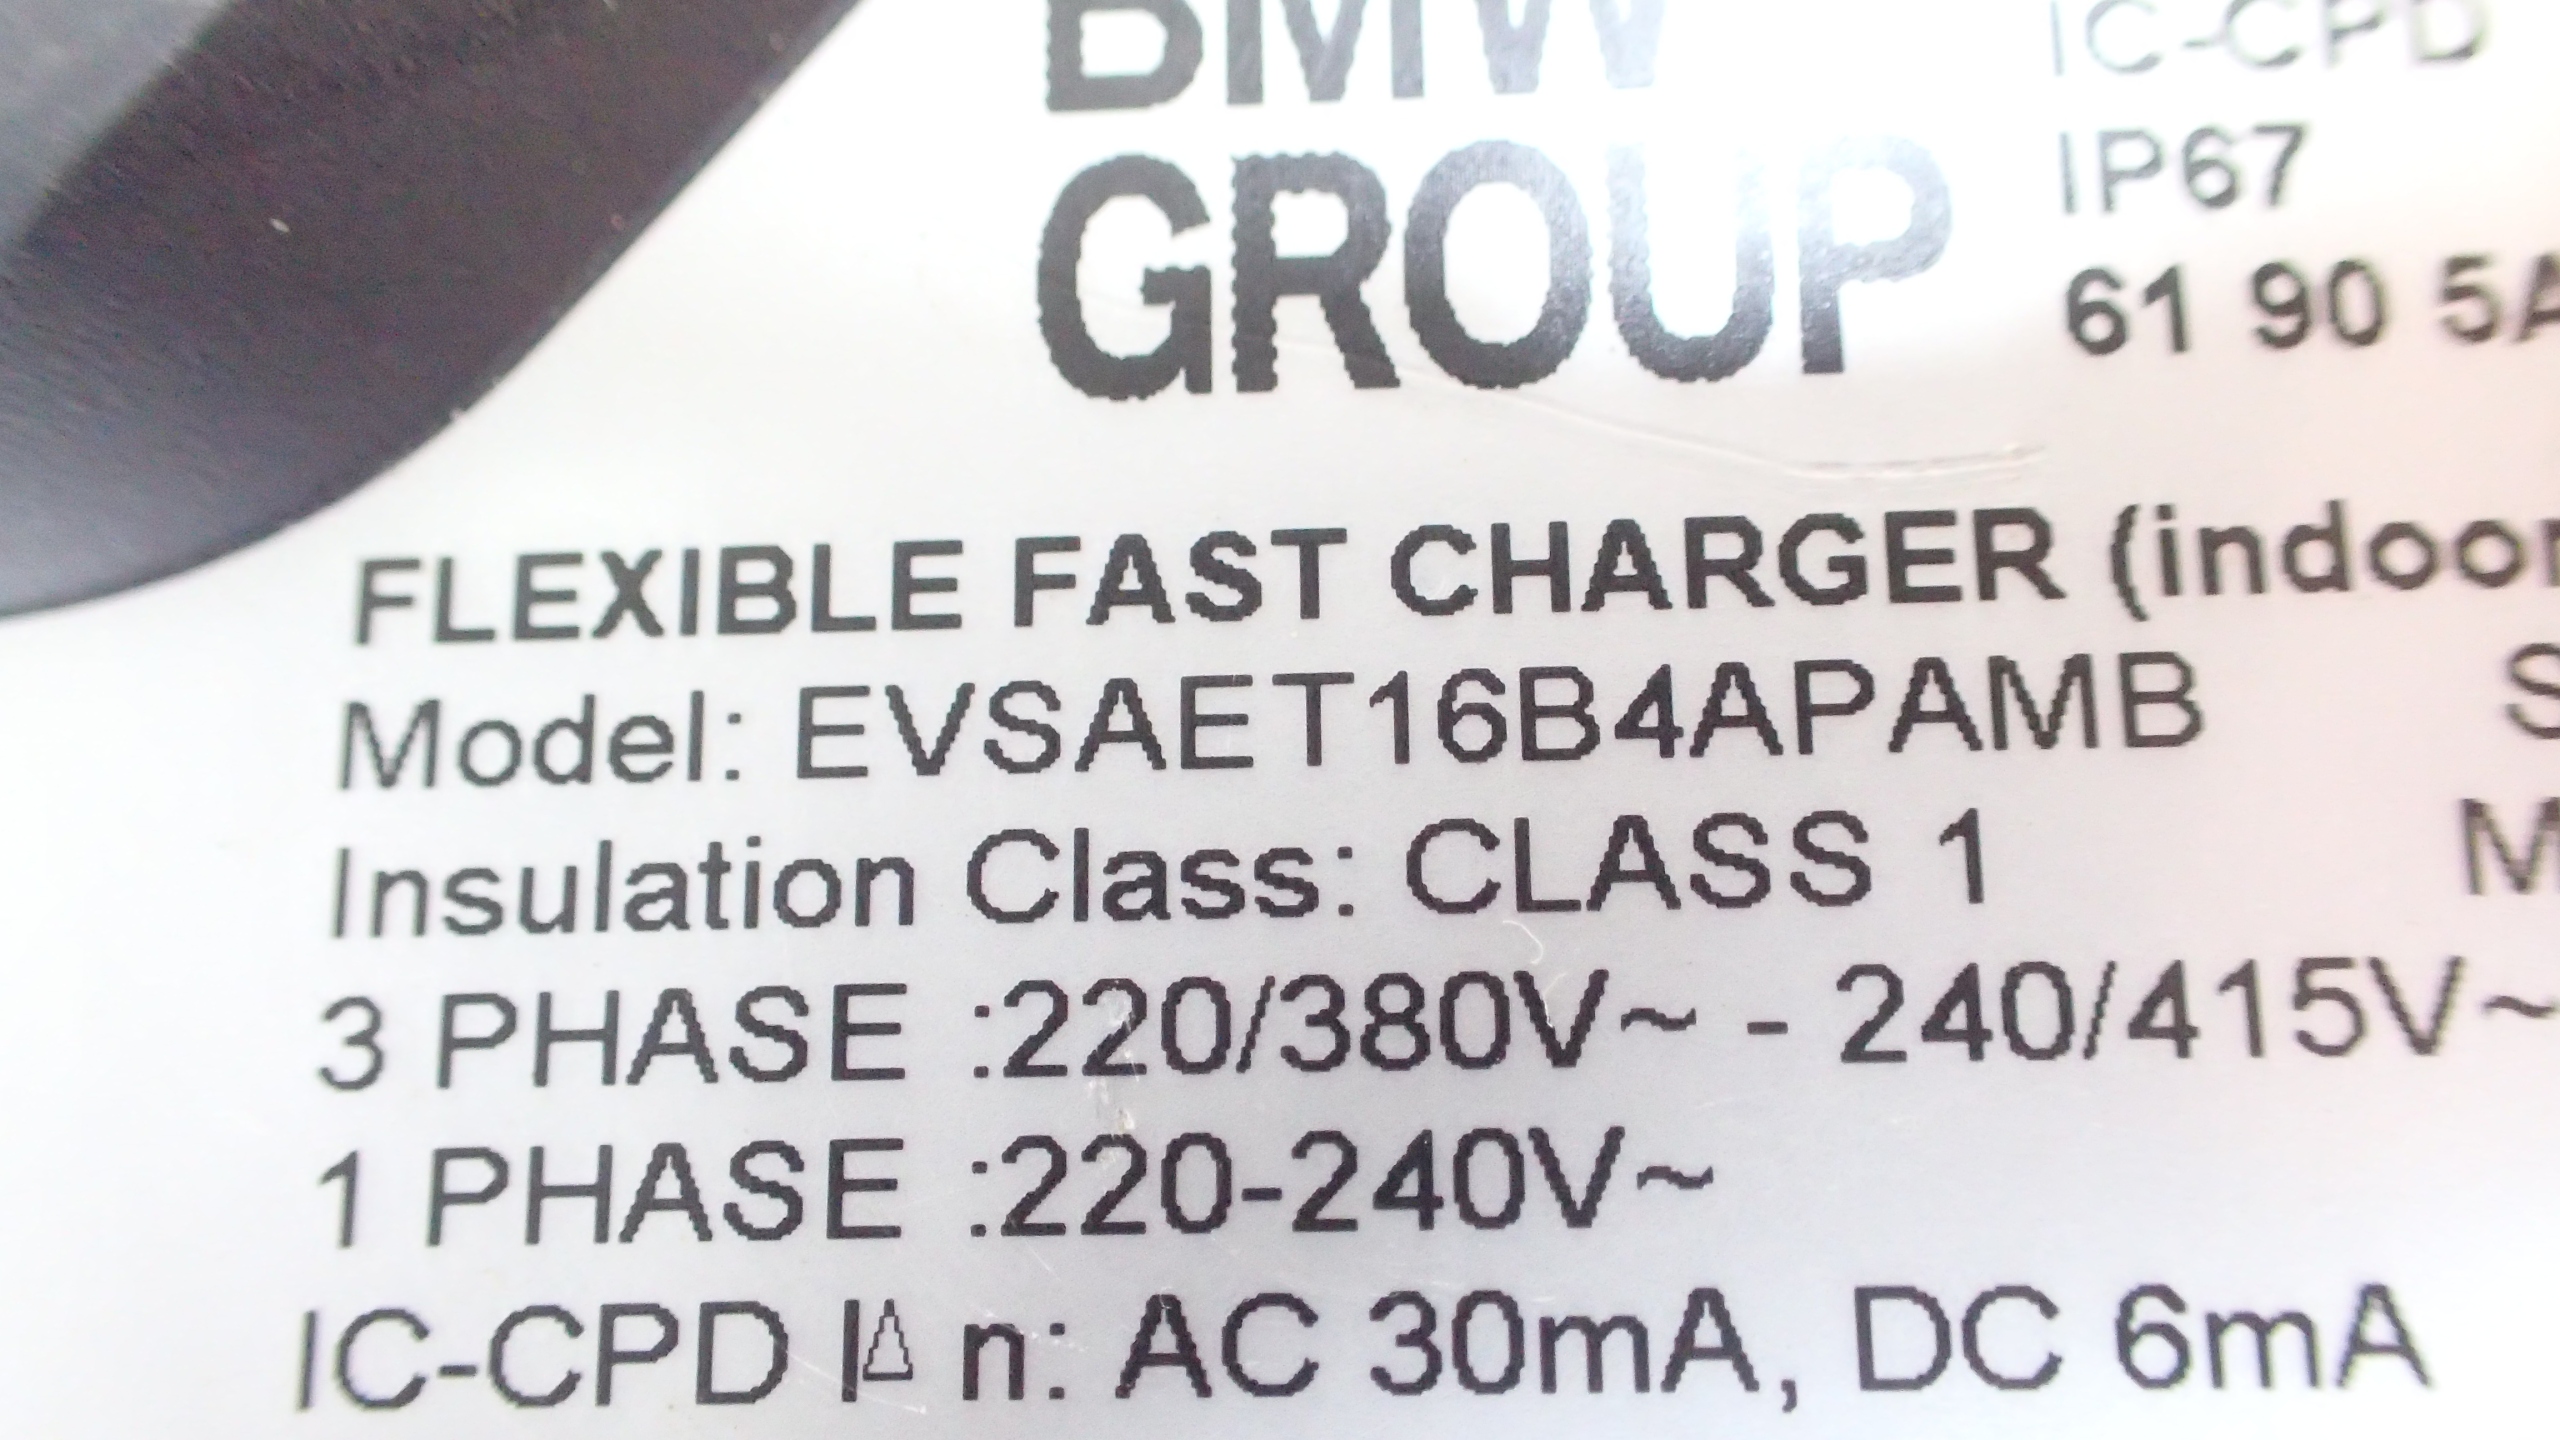 BMW
GROUP
IC-CPD
IP67
61 90 5A
FLEXIBLE FAST CHARGER (indoor
Model: EVSAET16B4APAMB S
Insulation Class: CLASS 1 M
3 PHASE :220/380V~ - 240/415V~
1 PHASE :220-240V~
IC-CPD I∆ n: AC 30mA, DC 6mA